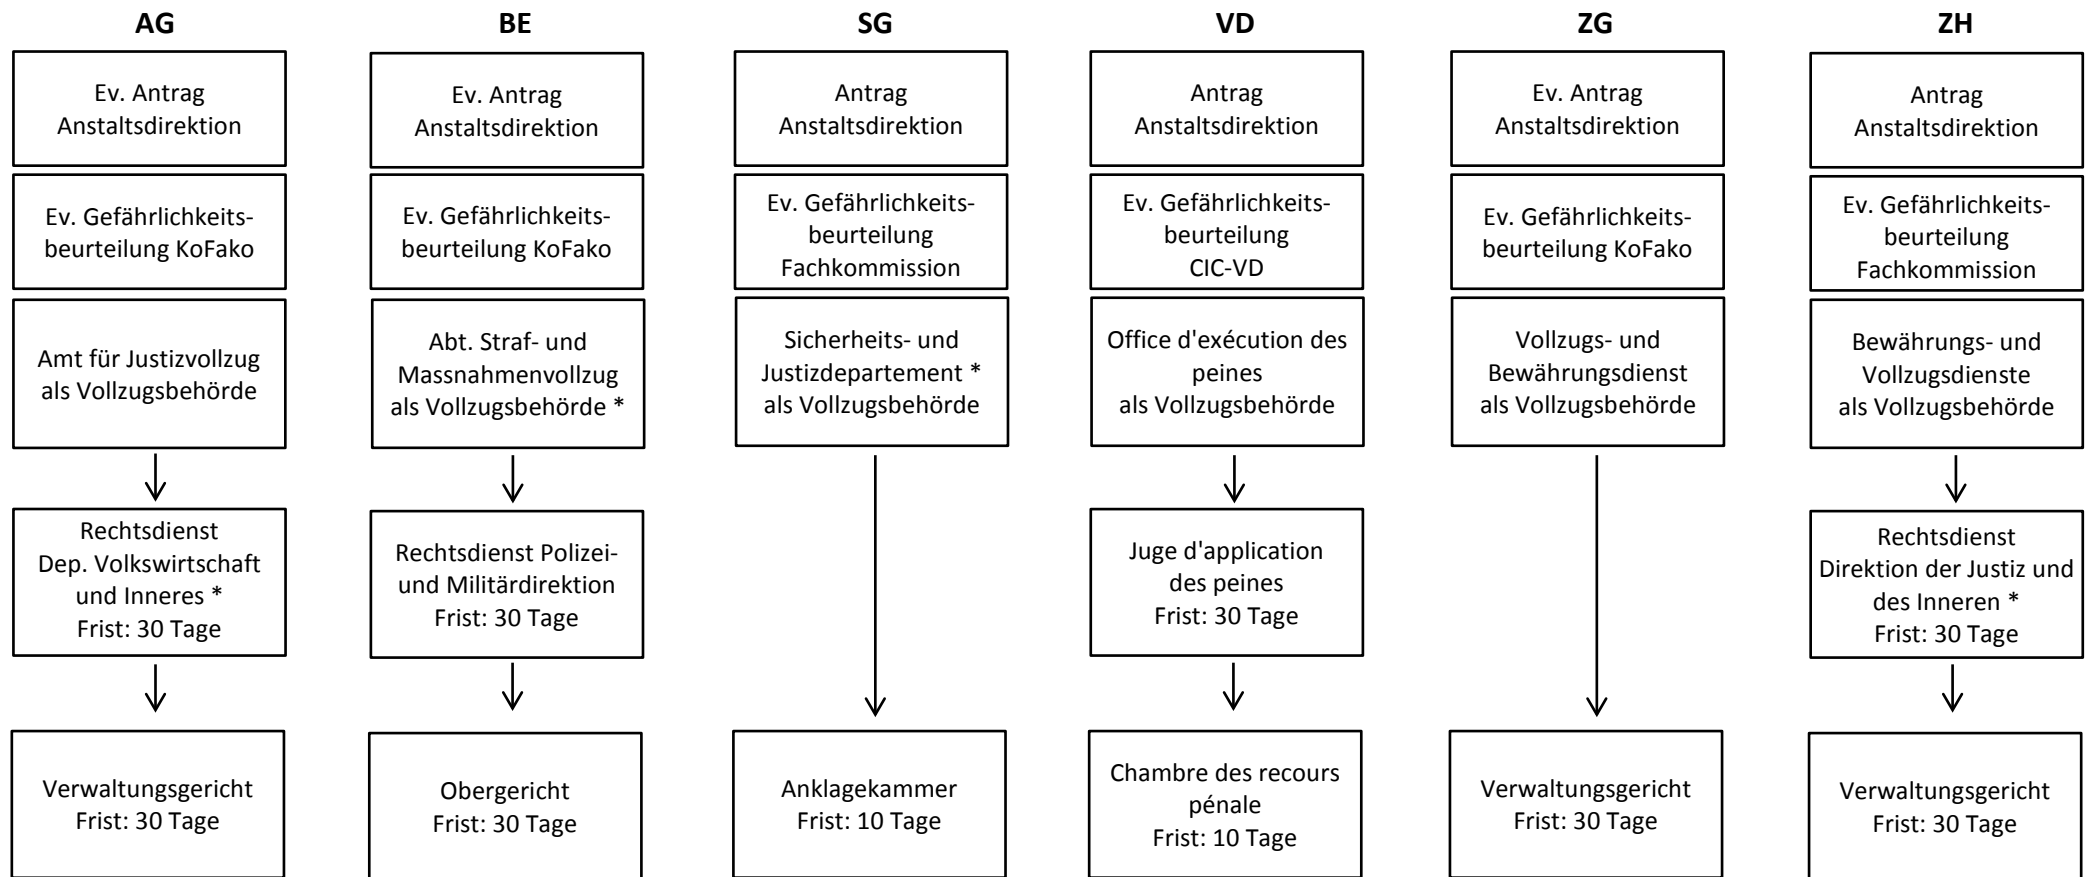 AG
Ev. Antrag
Anstaltsdirektion
Ev. Gefährlichkeits-
beurteilung KoFako
Amt für Justizvollzug
als Vollzugsbehörde
Rechtsdienst
Dep. Volkswirtschaft
und Inneres *
Frist: 30 Tage
Verwaltungsgericht
Frist: 30 Tage
BE
Ev. Antrag
Anstaltsdirektion
Ev. Gefährlichkeits-
beurteilung KoFako
Abt. Straf- und
Massnahmenvollzug
als Vollzugsbehörde *
Rechtsdienst Polizei-
und Militärdirektion
Frist: 30 Tage
Obergericht
Frist: 30 Tage
SG
Antrag
Anstaltsdirektion
Ev. Gefährlichkeits-
beurteilung
Fachkommission
Sicherheits- und
Justizdepartement *
als Vollzugsbehörde
Anklagekammer
Frist: 10 Tage
VD
Antrag
Anstaltsdirektion
Ev. Gefährlichkeits-
beurteilung
CIC-VD
Office d'exécution des
peines
als Vollzugsbehörde
Juge d'application
des peines
Frist: 30 Tage
Chambre des recours
pénale
Frist: 10 Tage
ZG
Ev. Antrag
Anstaltsdirektion
Ev. Gefährlichkeits-
beurteilung KoFako
Vollzugs- und
Bewährungsdienst
als Vollzugsbehörde
Verwaltungsgericht
Frist: 30 Tage
ZH
Antrag
Anstaltsdirektion
Ev. Gefährlichkeits-
beurteilung
Fachkommission
Bewährungs- und
Vollzugsdienste
als Vollzugsbehörde
Rechtsdienst
Direktion der Justiz und
des Inneren *
Frist: 30 Tage
Verwaltungsgericht
Frist: 30 Tage